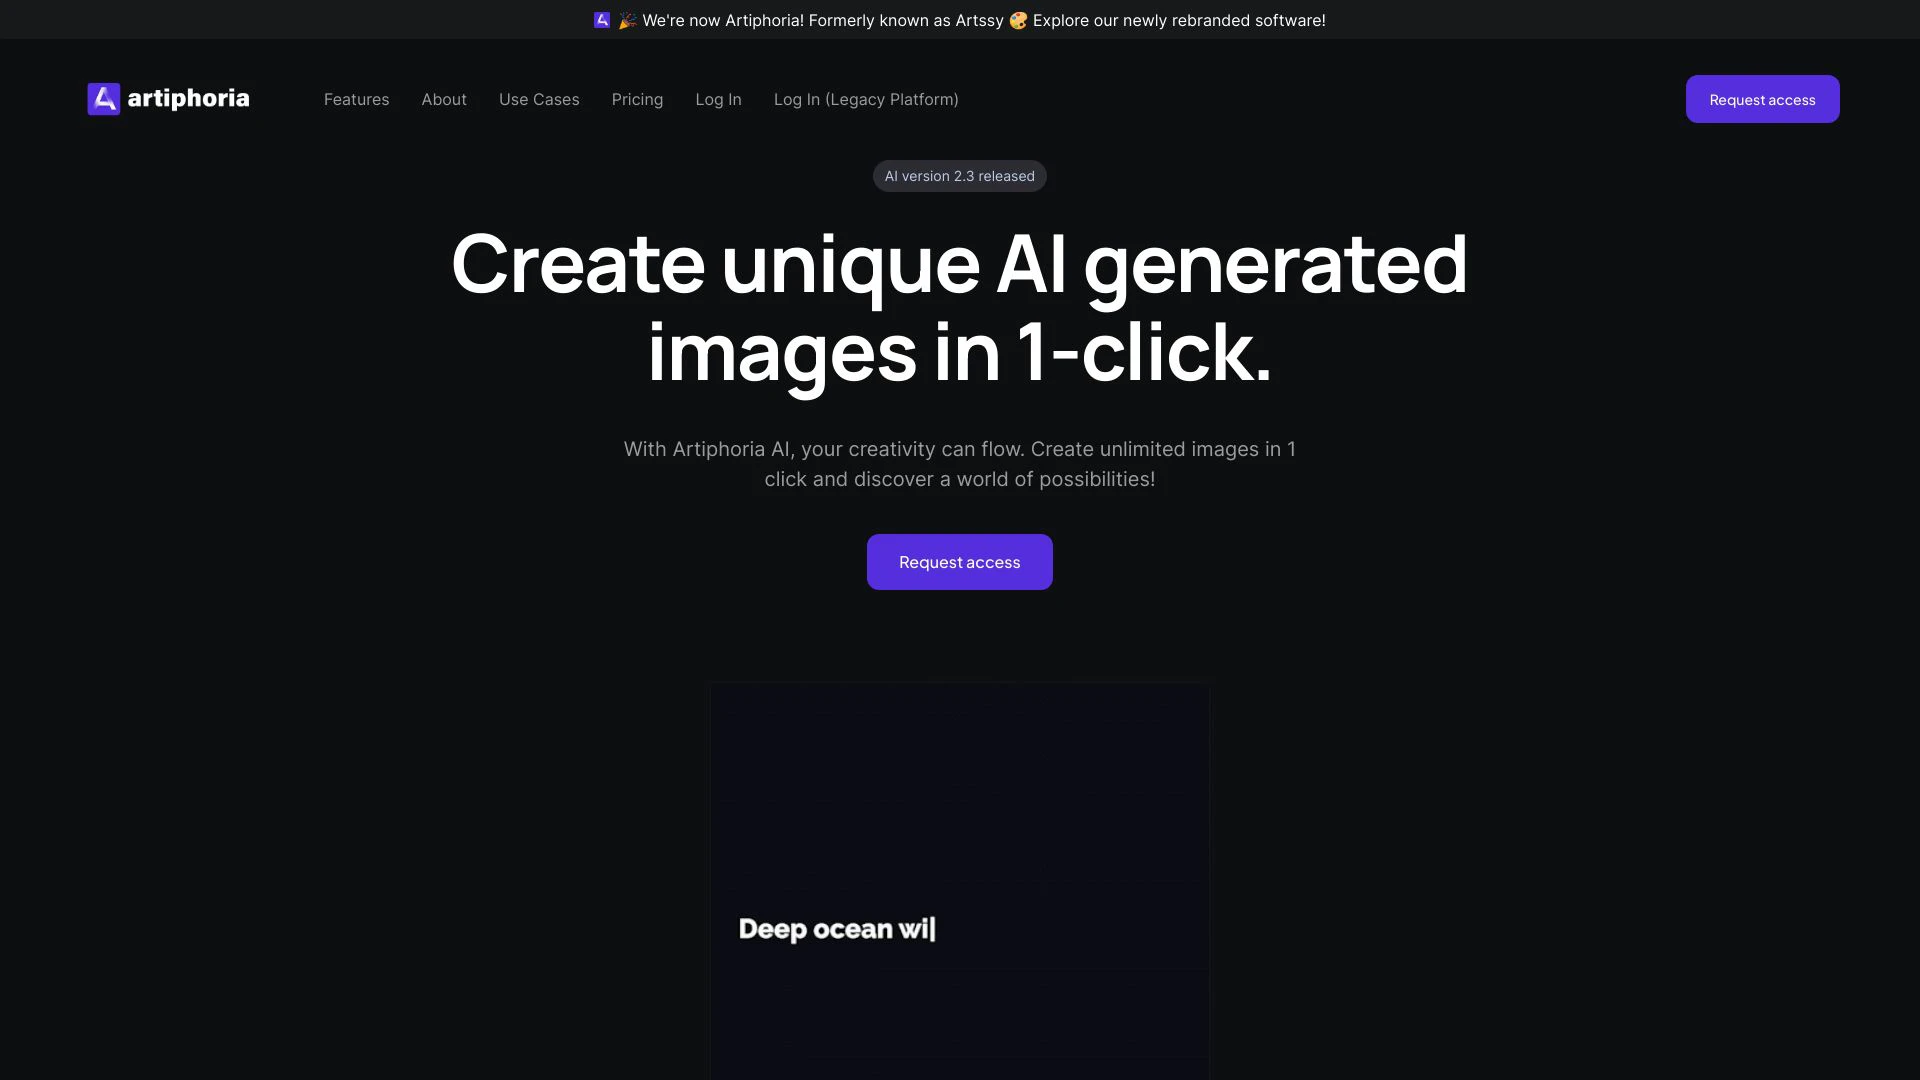 🎉 We're now Artiphoria! Formerly known as Artssy 🎨 Explore our newly rebranded software!
artiphoria
Features
About
Use Cases
Pricing
Log In
Log In (Legacy Platform)
Request access
AI version 2.3 released
Create unique AI generated
images in 1-click.
With Artiphoria AI, your creativity can flow. Create unlimited images in 1
click and discover a world of possibilities!
Request access
Deep ocean wi|